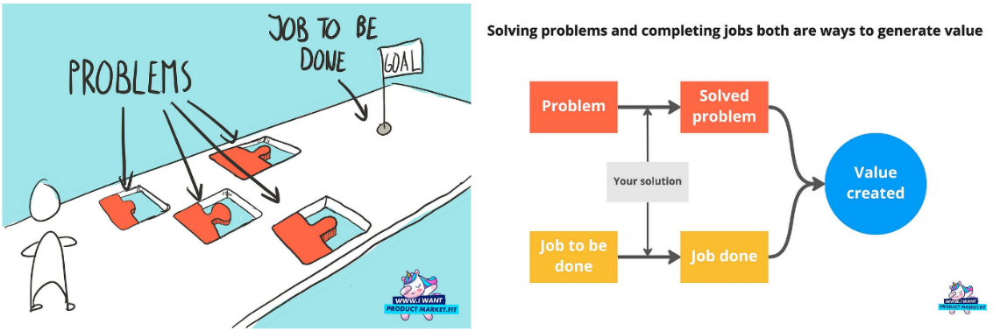 JOB TO BE
DONE
GOAL
PROBLEMS
WWW.I WANT
PRODUCT MARKET.FIT
Solving problems and completing jobs both are ways to generate value
Problem
Solved
problem
Your solution
Value
created
Job to be
done
Job done
WWW.I WANT
PRODUCT MARKET.FIT